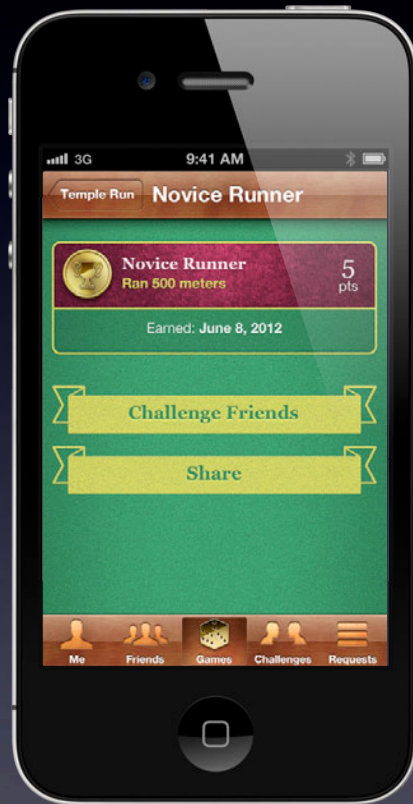 3G 9:41 AM
Temple Run Novice Runner
Novice Runner
Ran 500 meters
5
pts
Earned: June 8, 2012
Challenge Friends
Share
Me Friends Games Challenges Requests